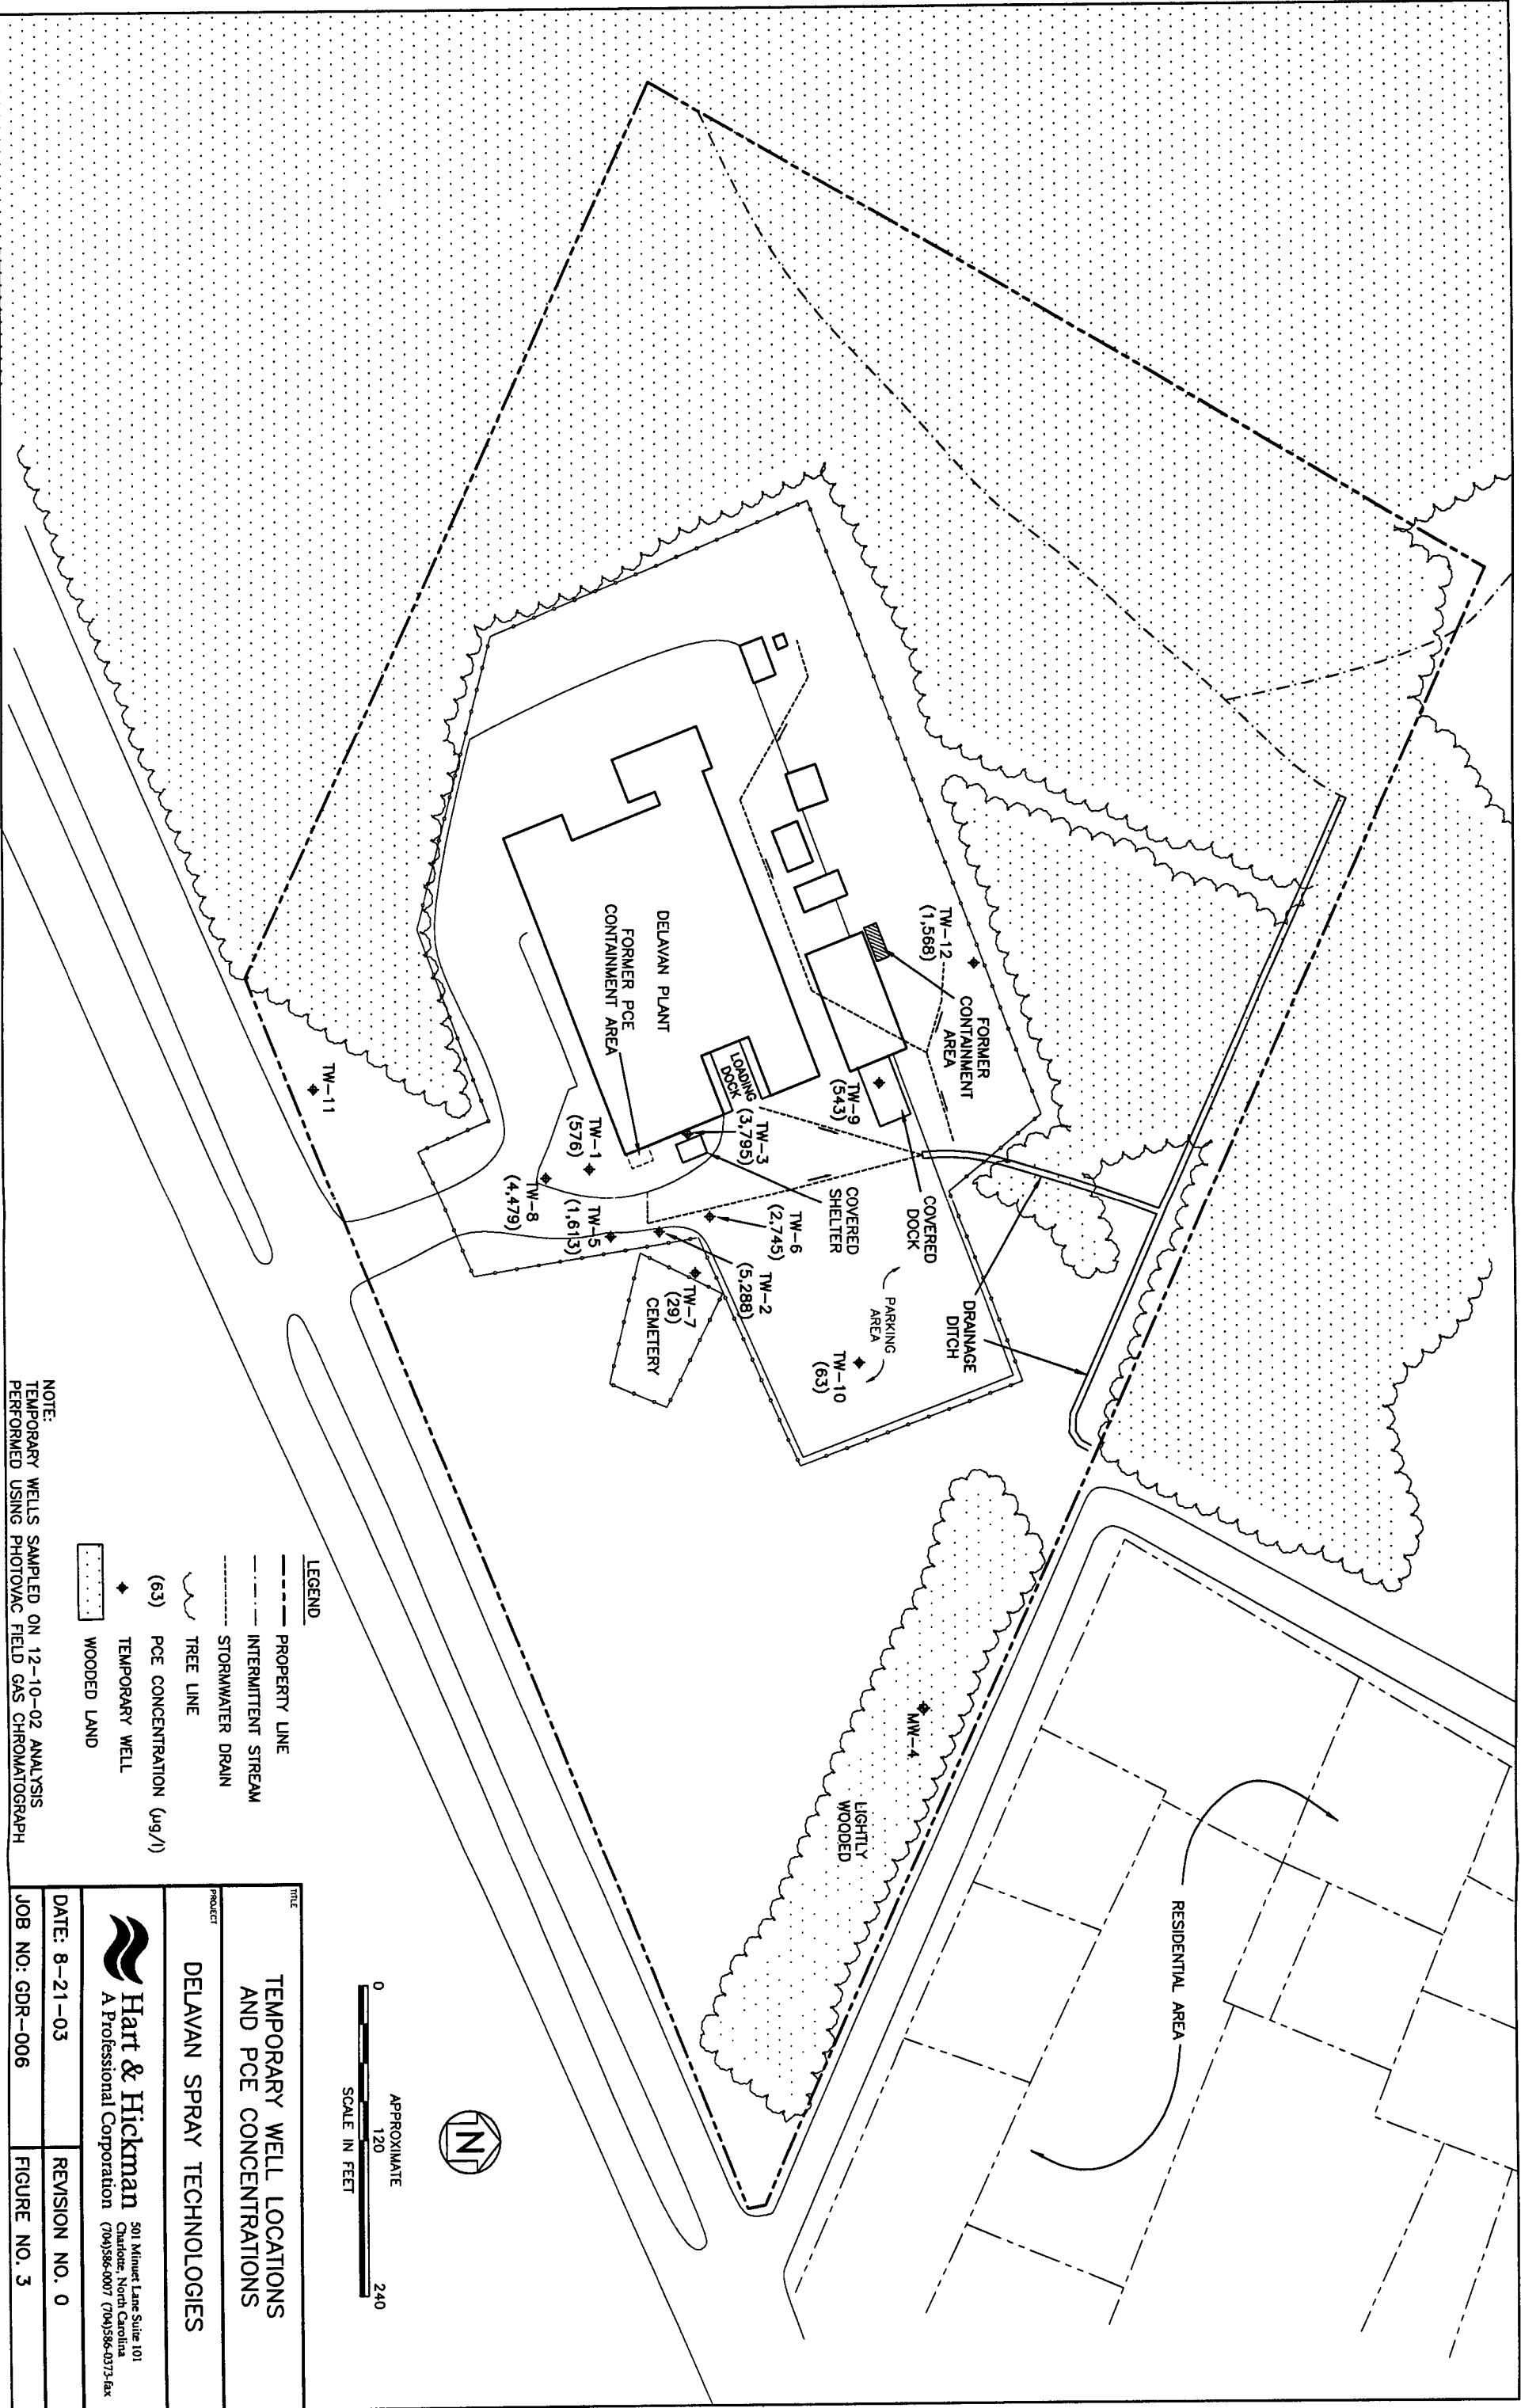 TW-12
(1,568)
FORMER
CONTAINMENT
AREA
TW-9
(543)
COVERED
DOCK
DRAINAGE
DITCH
DELAVAN PLANT
FORMER PCE
CONTAINMENT AREA
LOADING
DOCK
TW-3
(3,795)
COVERED
SHELTER
TW-6
(2,745)
PARKING
AREA
TW-10
(63)
TW-1
(576)
TW-8
(4,479)
TW-5
(1,613)
TW-2
(5,288)
TW-7
(29)
CEMETERY
TW-11
MW-4
LIGHTLY
WOODED
RESIDENTIAL AREA
N
APPROXIMATE
0 120 240
SCALE IN FEET
LEGEND
PROPERTY LINE
INTERMITTENT STREAM
STORMWATER DRAIN
TREE LINE
(63) PCE CONCENTRATION (µg/l)
TEMPORARY WELL
WOODED LAND
NOTE:
TEMPORARY WELLS SAMPLED ON 12-10-02 ANALYSIS
PERFORMED USING PHOTOVAC FIELD GAS CHROMATOGRAPH
TITLE
TEMPORARY WELL LOCATIONS
AND PCE CONCENTRATIONS
PROJECT
DELAVAN SPRAY TECHNOLOGIES
Hart & Hickman
A Professional Corporation
501 Minuet Lane Suite 101
Charlotte, North Carolina
(704)586-0007 (704)586-0373-fax
DATE: 8-21-03
REVISION NO. 0
JOB NO: GDR-006
FIGURE NO. 3